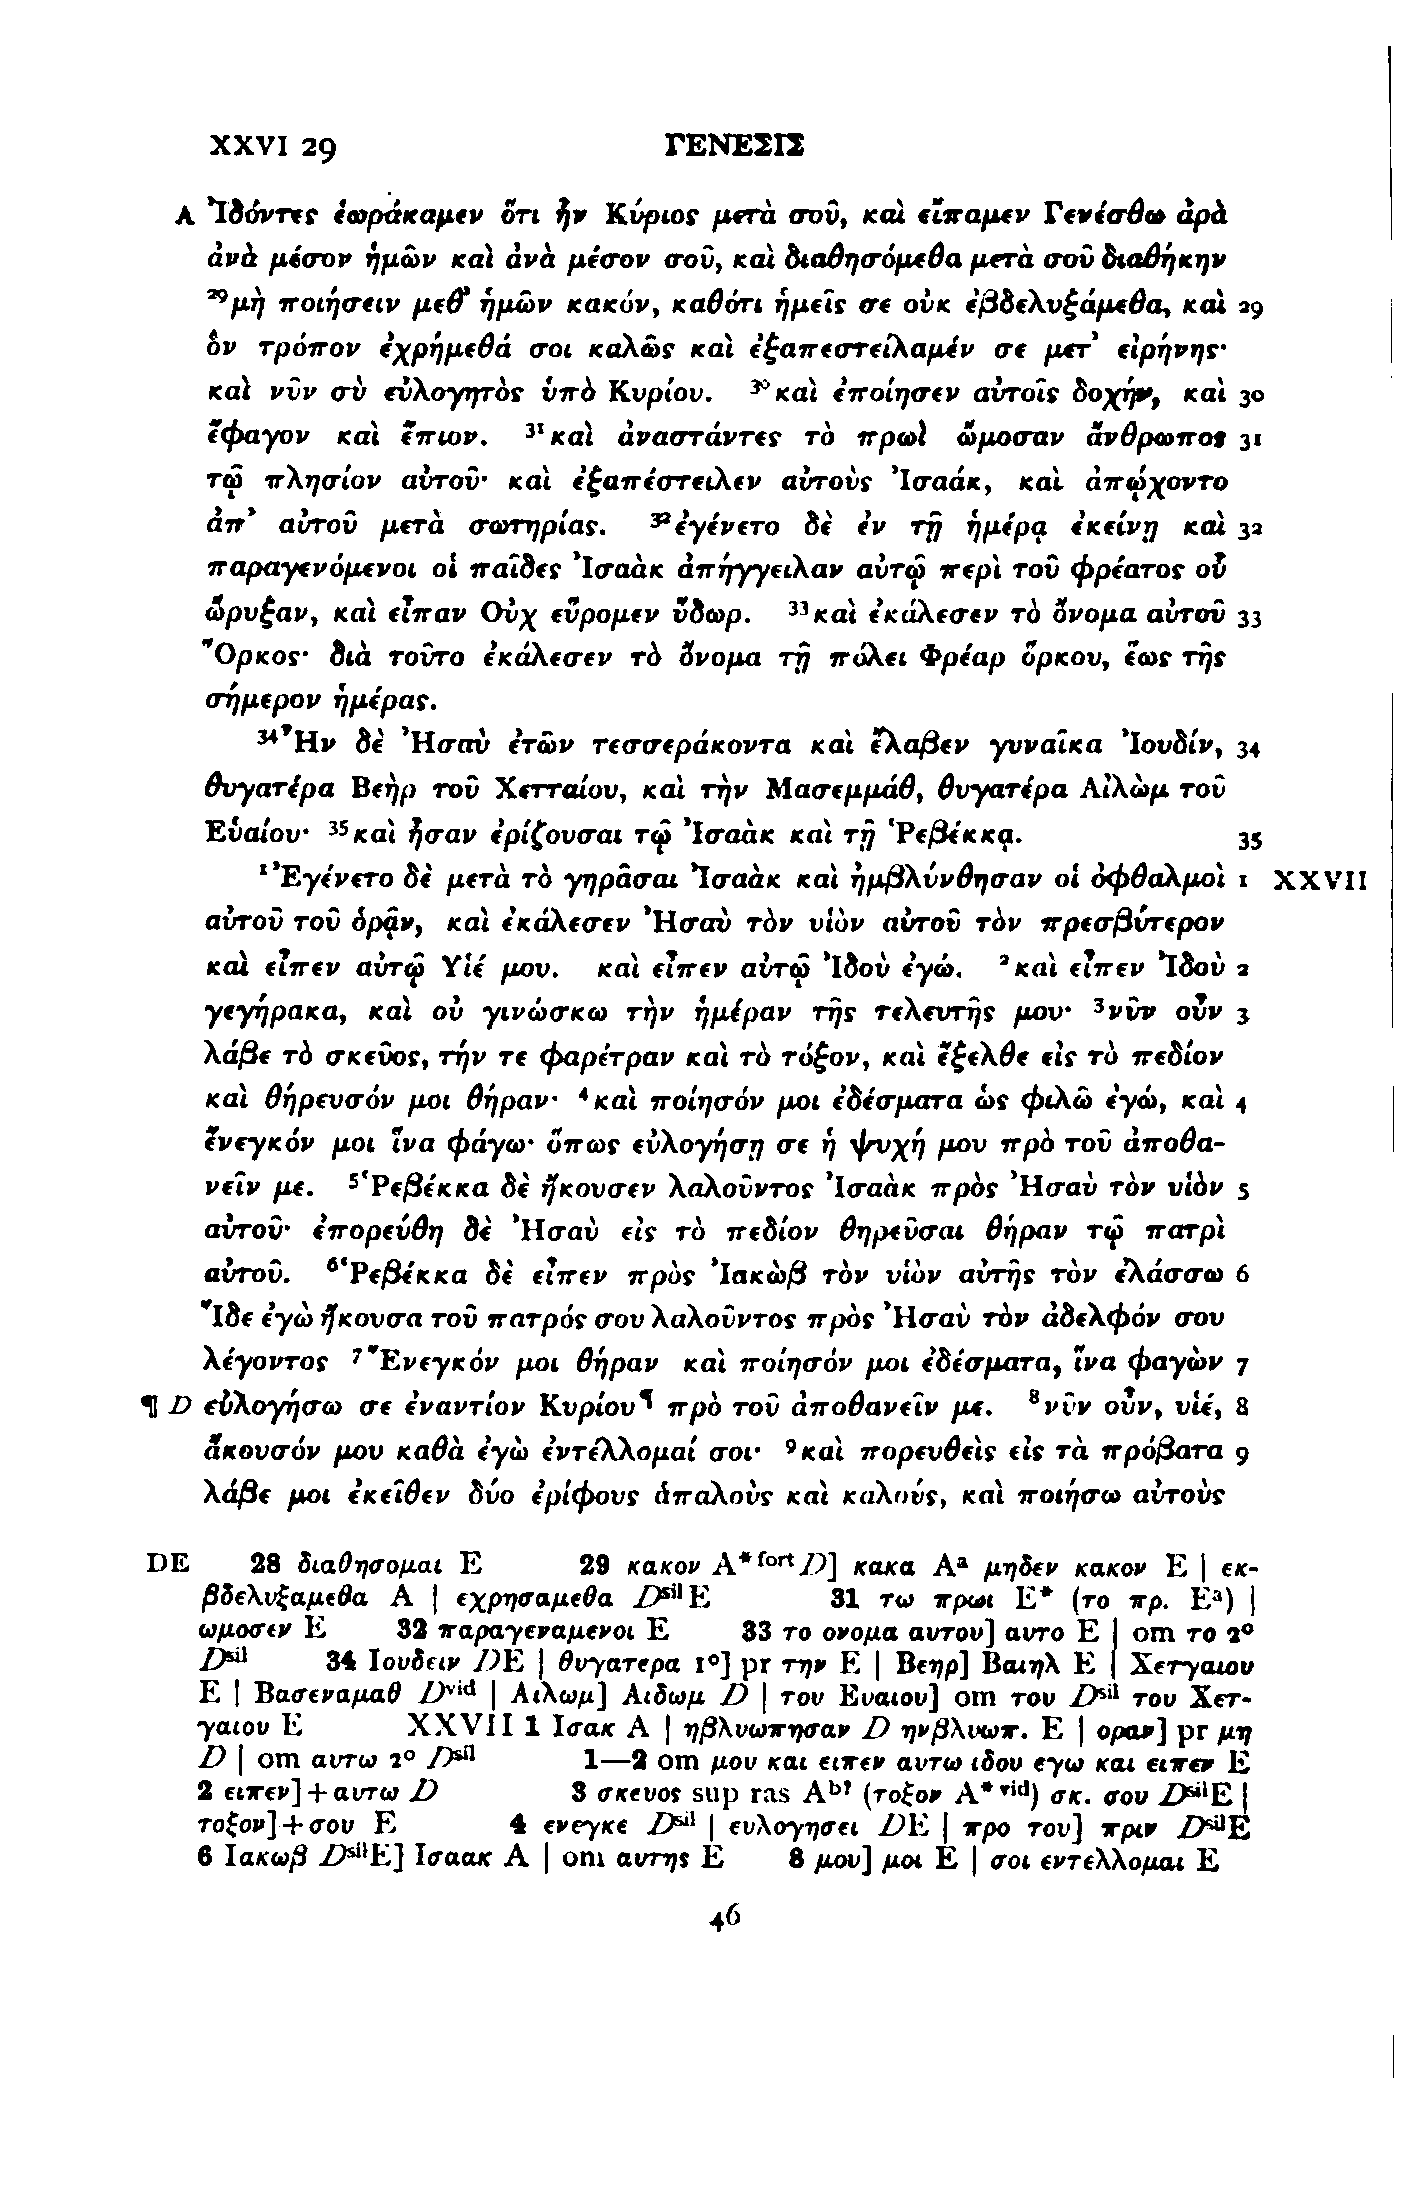 XXVI 29 ΓΕΝΕΣΙΣ
A Ἰδόντες ἑωράκαμεν ὅτι ἦν Κύριος μετὰ σοῦ, καὶ εἴπαμεν Γενέσθω ἀρὰ
ἀνὰ μέσον ἡμῶν καὶ ἀνὰ μέσον σοῦ, καὶ διαθησόμεθα μετὰ σοῦ διαθήκην
²⁹μὴ ποιήσειν μεθ᾽ ἡμῶν κακόν, καθότι ἡμεῖς σε οὐκ ἐβδελυξάμεθα, καὶ 29
ὃν τρόπον ἐχρήμεθά σοι καλῶς καὶ ἐξαπεστείλαμέν σε μετ᾽ εἰρήνης·
καὶ νῦν σὺ εὐλογητὸς ὑπὸ Κυρίου. ³⁰καὶ ἐποίησεν αὐτοῖς δοχήν, καὶ 30
ἔφαγον καὶ ἔπιον. ³¹καὶ ἀναστάντες τὸ πρωὶ ὤμοσαν ἄνθρωπος 31
τῷ πλησίον αὐτοῦ· καὶ ἐξαπέστειλεν αὐτοὺς Ἰσαάκ, καὶ ἀπῴχοντο
ἀπ᾽ αὐτοῦ μετὰ σωτηρίας. ³²ἐγένετο δὲ ἐν τῇ ἡμέρᾳ ἐκείνῃ καὶ 32
παραγενόμενοι οἱ παῖδες Ἰσαὰκ ἀπήγγειλαν αὐτῷ περὶ τοῦ φρέατος οὗ
ὤρυξαν, καὶ εἶπαν Οὐχ εὕρομεν ὕδωρ. ³³καὶ ἐκάλεσεν τὸ ὄνομα αὐτοῦ 33
Ὅρκος· διὰ τοῦτο ἐκάλεσεν τὸ ὄνομα τῇ πόλει Φρέαρ ὅρκου, ἕως τῆς
σήμερον ἡμέρας.
³⁴Ἦν δὲ Ἠσαὺ ἐτῶν τεσσεράκοντα καὶ ἔλαβεν γυναῖκα Ἰουδίν, 34
θυγατέρα Βεὴρ τοῦ Χετταίου, καὶ τὴν Μασεμμάθ, θυγατέρα Αἰλὼμ τοῦ
Εὑαίου· ³⁵καὶ ἦσαν ἐρίζουσαι τῷ Ἰσαὰκ καὶ τῇ Ῥεβέκκᾳ. 35
¹Ἐγένετο δὲ μετὰ τὸ γηρᾶσαι Ἰσαὰκ καὶ ἠμβλύνθησαν οἱ ὀφθαλμοὶ 1 XXVII
αὐτοῦ τοῦ ὁρᾷν, καὶ ἐκάλεσεν Ἠσαὺ τὸν υἱὸν αὐτοῦ τὸν πρεσβύτερον
καὶ εἶπεν αὐτῷ Υἱέ μου. καὶ εἶπεν αὐτῷ Ἰδοὺ ἐγώ. ²καὶ εἶπεν Ἰδοὺ 2
γεγήρακα, καὶ οὐ γινώσκω τὴν ἡμέραν τῆς τελευτῆς μου· ³νῦν οὖν 3
λάβε τὸ σκεῦος, τήν τε φαρέτραν καὶ τὸ τόξον, καὶ ἔξελθε εἰς τὸ πεδίον
καὶ θήρευσόν μοι θήραν· ⁴καὶ ποίησόν μοι ἐδέσματα ὡς φιλῶ ἐγώ, καὶ 4
ἔνεγκόν μοι ἵνα φάγω· ὅπως εὐλογήσῃ σε ἡ ψυχή μου πρὸ τοῦ ἀποθα-
νεῖν με. ⁵Ῥεβέκκα δὲ ἤκουσεν λαλοῦντος Ἰσαὰκ πρὸς Ἠσαὺ τὸν υἱὸν 5
αὐτοῦ· ἐπορεύθη δὲ Ἠσαὺ εἰς τὸ πεδίον θηρεῦσαι θήραν τῷ πατρὶ
αὐτοῦ. ⁶Ῥεβέκκα δὲ εἶπεν πρὸς Ἰακὼβ τὸν υἱὸν αὐτῆς τὸν ἐλάσσω 6
Ἴδε ἐγὼ ἤκουσα τοῦ πατρός σου λαλοῦντος πρὸς Ἠσαὺ τὸν ἀδελφόν σου
λέγοντος ⁷Ἔνεγκόν μοι θήραν καὶ ποίησόν μοι ἐδέσματα, ἵνα φαγὼν 7
¶ D εὐλογήσω σε ἐναντίον Κυρίου¶ πρὸ τοῦ ἀποθανεῖν με. ⁸νῦν οὖν, υἱέ, 8
ἄκουσόν μου καθὰ ἐγὼ ἐντέλλομαί σοι· ⁹καὶ πορευθεὶς εἰς τὰ πρόβατα 9
λάβε μοι ἐκεῖθεν δύο ἐρίφους ἁπαλοὺς καὶ καλούς, καὶ ποιήσω αὐτοὺς
DE 28 διαθησομαι E 29 κακον A*ᶠᵒʳᵗ D] κακα Aᵃ μηδεν κακον E | εκ-
βδελυξαμεθα A | εχρησαμεθα Dˢⁱˡ E 31 τω πρωι E* (το πρ. Eᵃ) |
ωμοσεν E 32 παραγεναμενοι E 33 το ονομα αυτου] αυτο E | om το 2°
Dˢⁱˡ 34 Ιουδειν DE | θυγατερα 1°] pr την E | Βεηρ] Βαιηλ E | Χετγαιου
E | Βασεναμαθ Dᵛⁱᵈ | Αιλωμ] Αιδωμ D | του Ευαιου] om του Dˢⁱˡ του Χετ-
γαιου E XXVII 1 Ισακ A | ηβλυωπησαν D ηνβλυωπ. E | οραν] pr μη
D | om αυτω 2° Dˢⁱˡ 1—2 om μου και ειπεν αυτω ιδου εγω και ειπεν E
2 ειπεν]+αυτω D 3 σκευος sup ras Aᵇ? (τοξον A*ᵛⁱᵈ) σκ. σου DˢⁱˡE |
τοξον]+σου E 4 ενεγκε Dˢⁱˡ | ευλογησει DE | προ του] πριν DˢⁱˡE
6 Ιακωβ DˢⁱˡE] Ισαακ A | om αυτης E 8 μου] μοι E | σοι εντελλομαι E
46